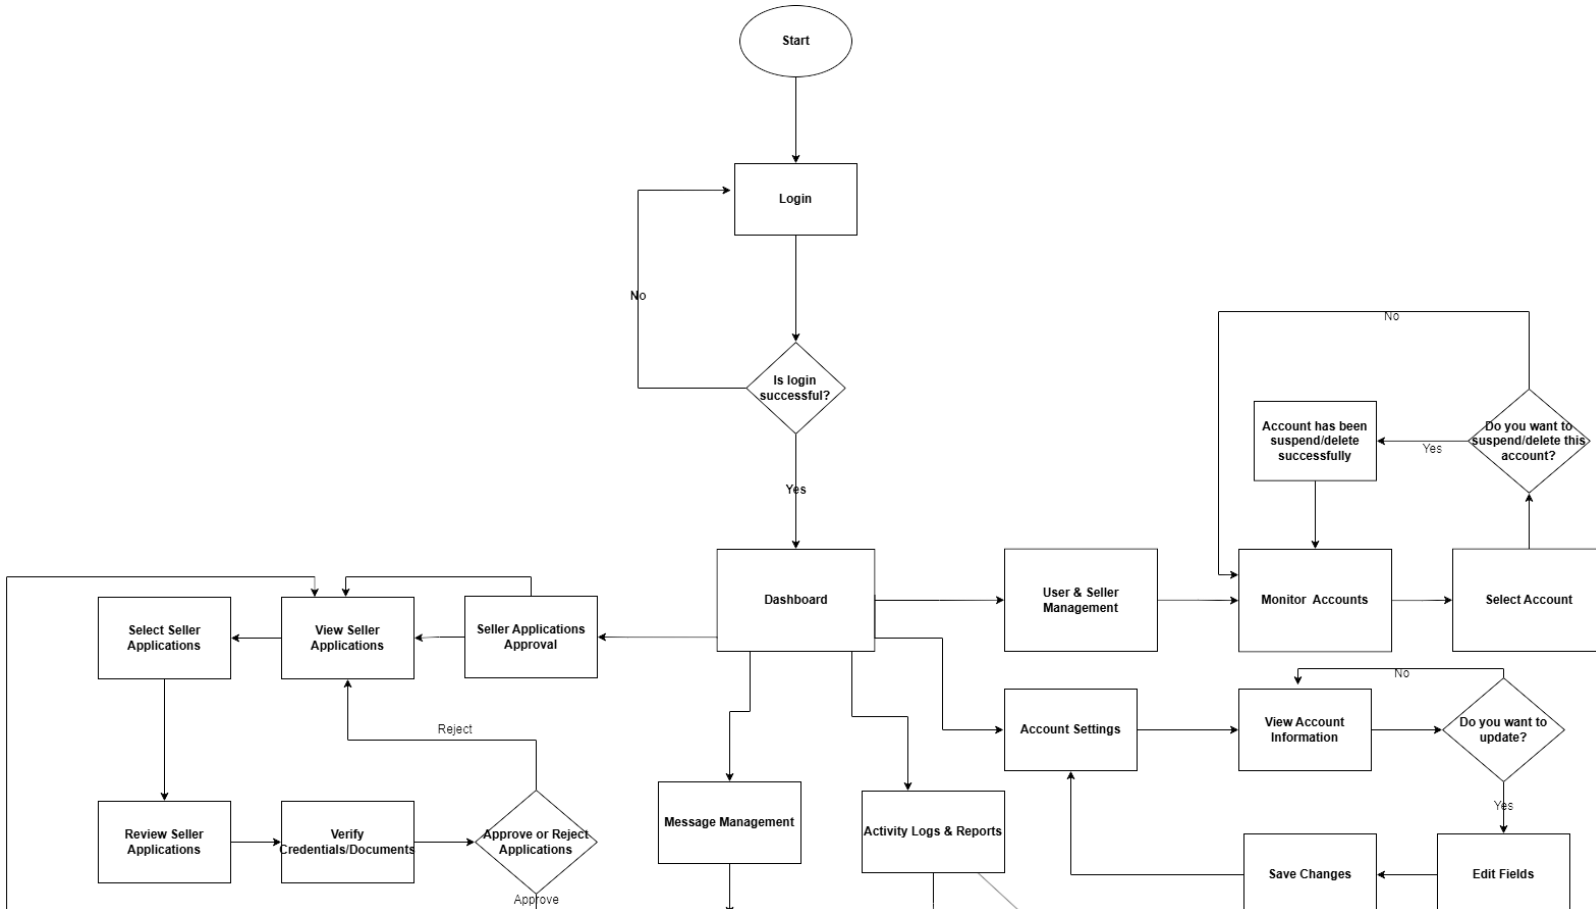 Start
Login
No
Is login
successful?
Yes
No
Account has been
suspend/delete
successfully
Yes
Do you want to
suspend/delete this
account?
Dashboard
User & Seller
Management
Monitor Accounts
Select Account
Select Seller
Applications
View Seller
Applications
Seller Applications
Approval
Account Settings
View Account
Information
No
Do you want to
update?
Yes
Reject
Review Seller
Applications
Verify
Credentials/Documents
Approve or Reject
Applications
Approve
Message Management
Activity Logs & Reports
Save Changes
Edit Fields